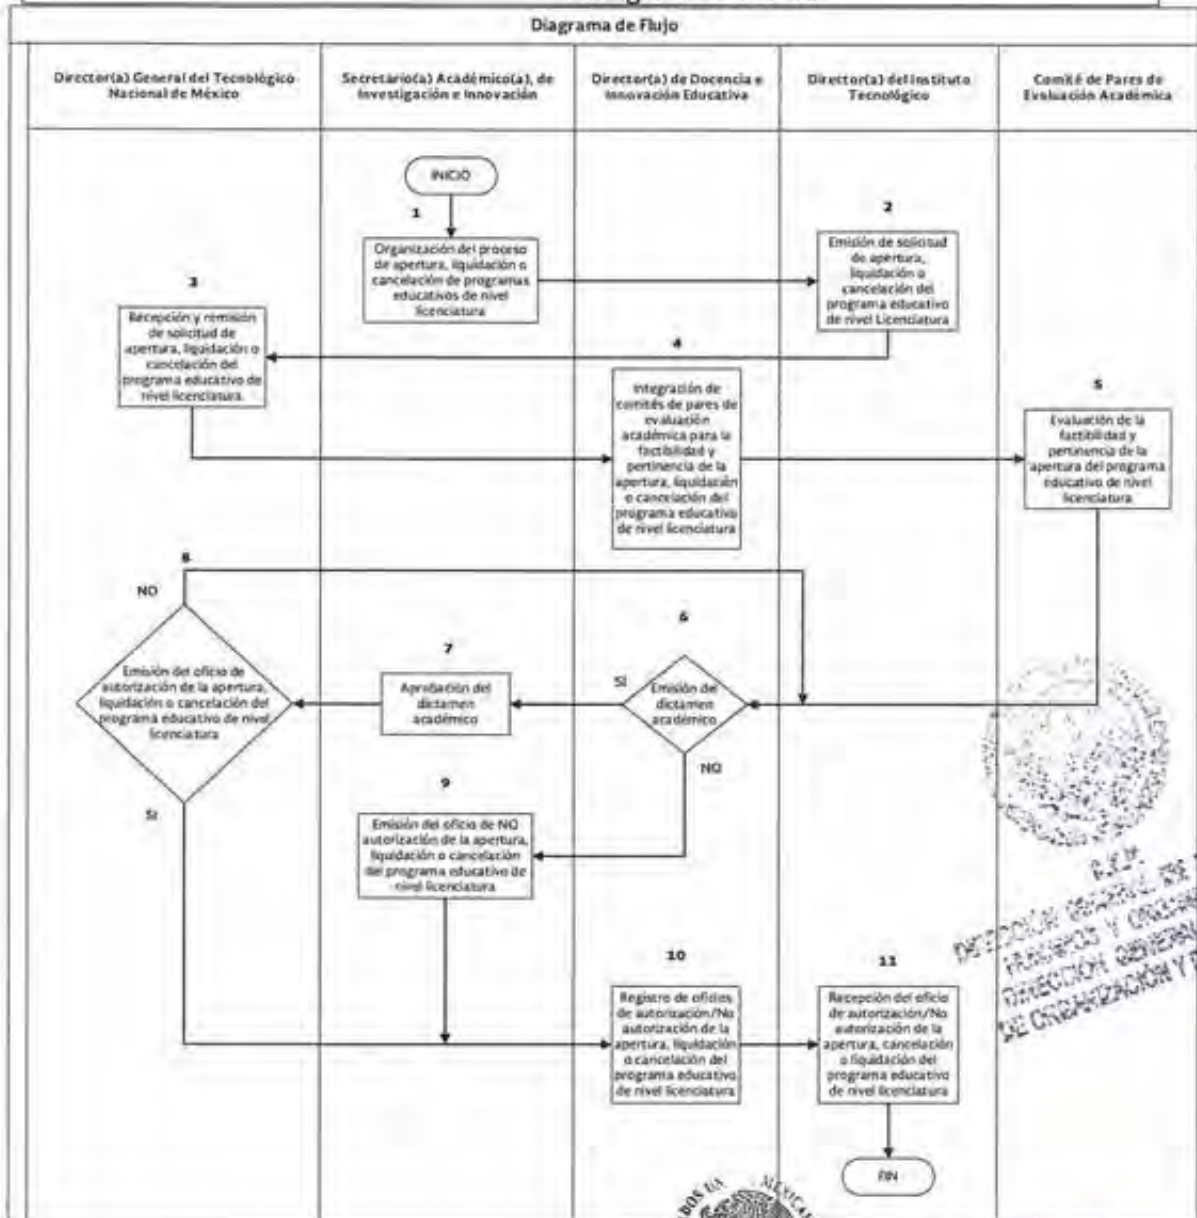 Diagrama de Flujo
Director(a) General del Tecnológico
Nacional de México
Secretario(a) Académico(a), de
Investigación e Innovación
Director(a) de Docencia e
Innovación Educativa
Director(a) del Instituto
Tecnológico
Comité de Pares de
Evaluación Académica
INICIO
1
Organización del proceso
de apertura, liquidación o
cancelación de programas
educativos de nivel
licenciatura
2
Emisión de solicitud
de apertura,
liquidación o
cancelación del
programa educativo
de nivel Licenciatura
3
Recepción y remisión
de solicitud de
apertura, liquidación o
cancelación del
programa educativo de
nivel licenciatura.
4
Integración de
comités de pares de
evaluación
académica para la
factibilidad y
pertinencia de la
apertura, liquidación
o cancelación del
programa educativo
de nivel licenciatura
5
Evaluación de la
factibilidad y
pertinencia de la
apertura del programa
educativo de nivel
licenciatura
8
NO
Emisión del oficio de
autorización de la apertura,
liquidación o cancelación del
programa educativo de nivel
licenciatura
SI
7
Aprobación del
dictamen
académico
6
SI
Emisión del
dictamen
académico
NO
9
Emisión del oficio de NO
autorización de la apertura,
liquidación o cancelación
del programa educativo de
nivel licenciatura
10
Registro de oficios
de autorización/No
autorización de la
apertura, liquidación
o cancelación del
programa educativo
de nivel licenciatura
11
Recepción del oficio
de autorización/No
autorización de la
apertura, cancelación
o liquidación del
programa educativo
de nivel licenciatura
FIN
DIRECCIÓN GENERAL DE
HUMANOS Y
DIRECCIÓN GENERAL
DE ORGANIZACIÓN Y